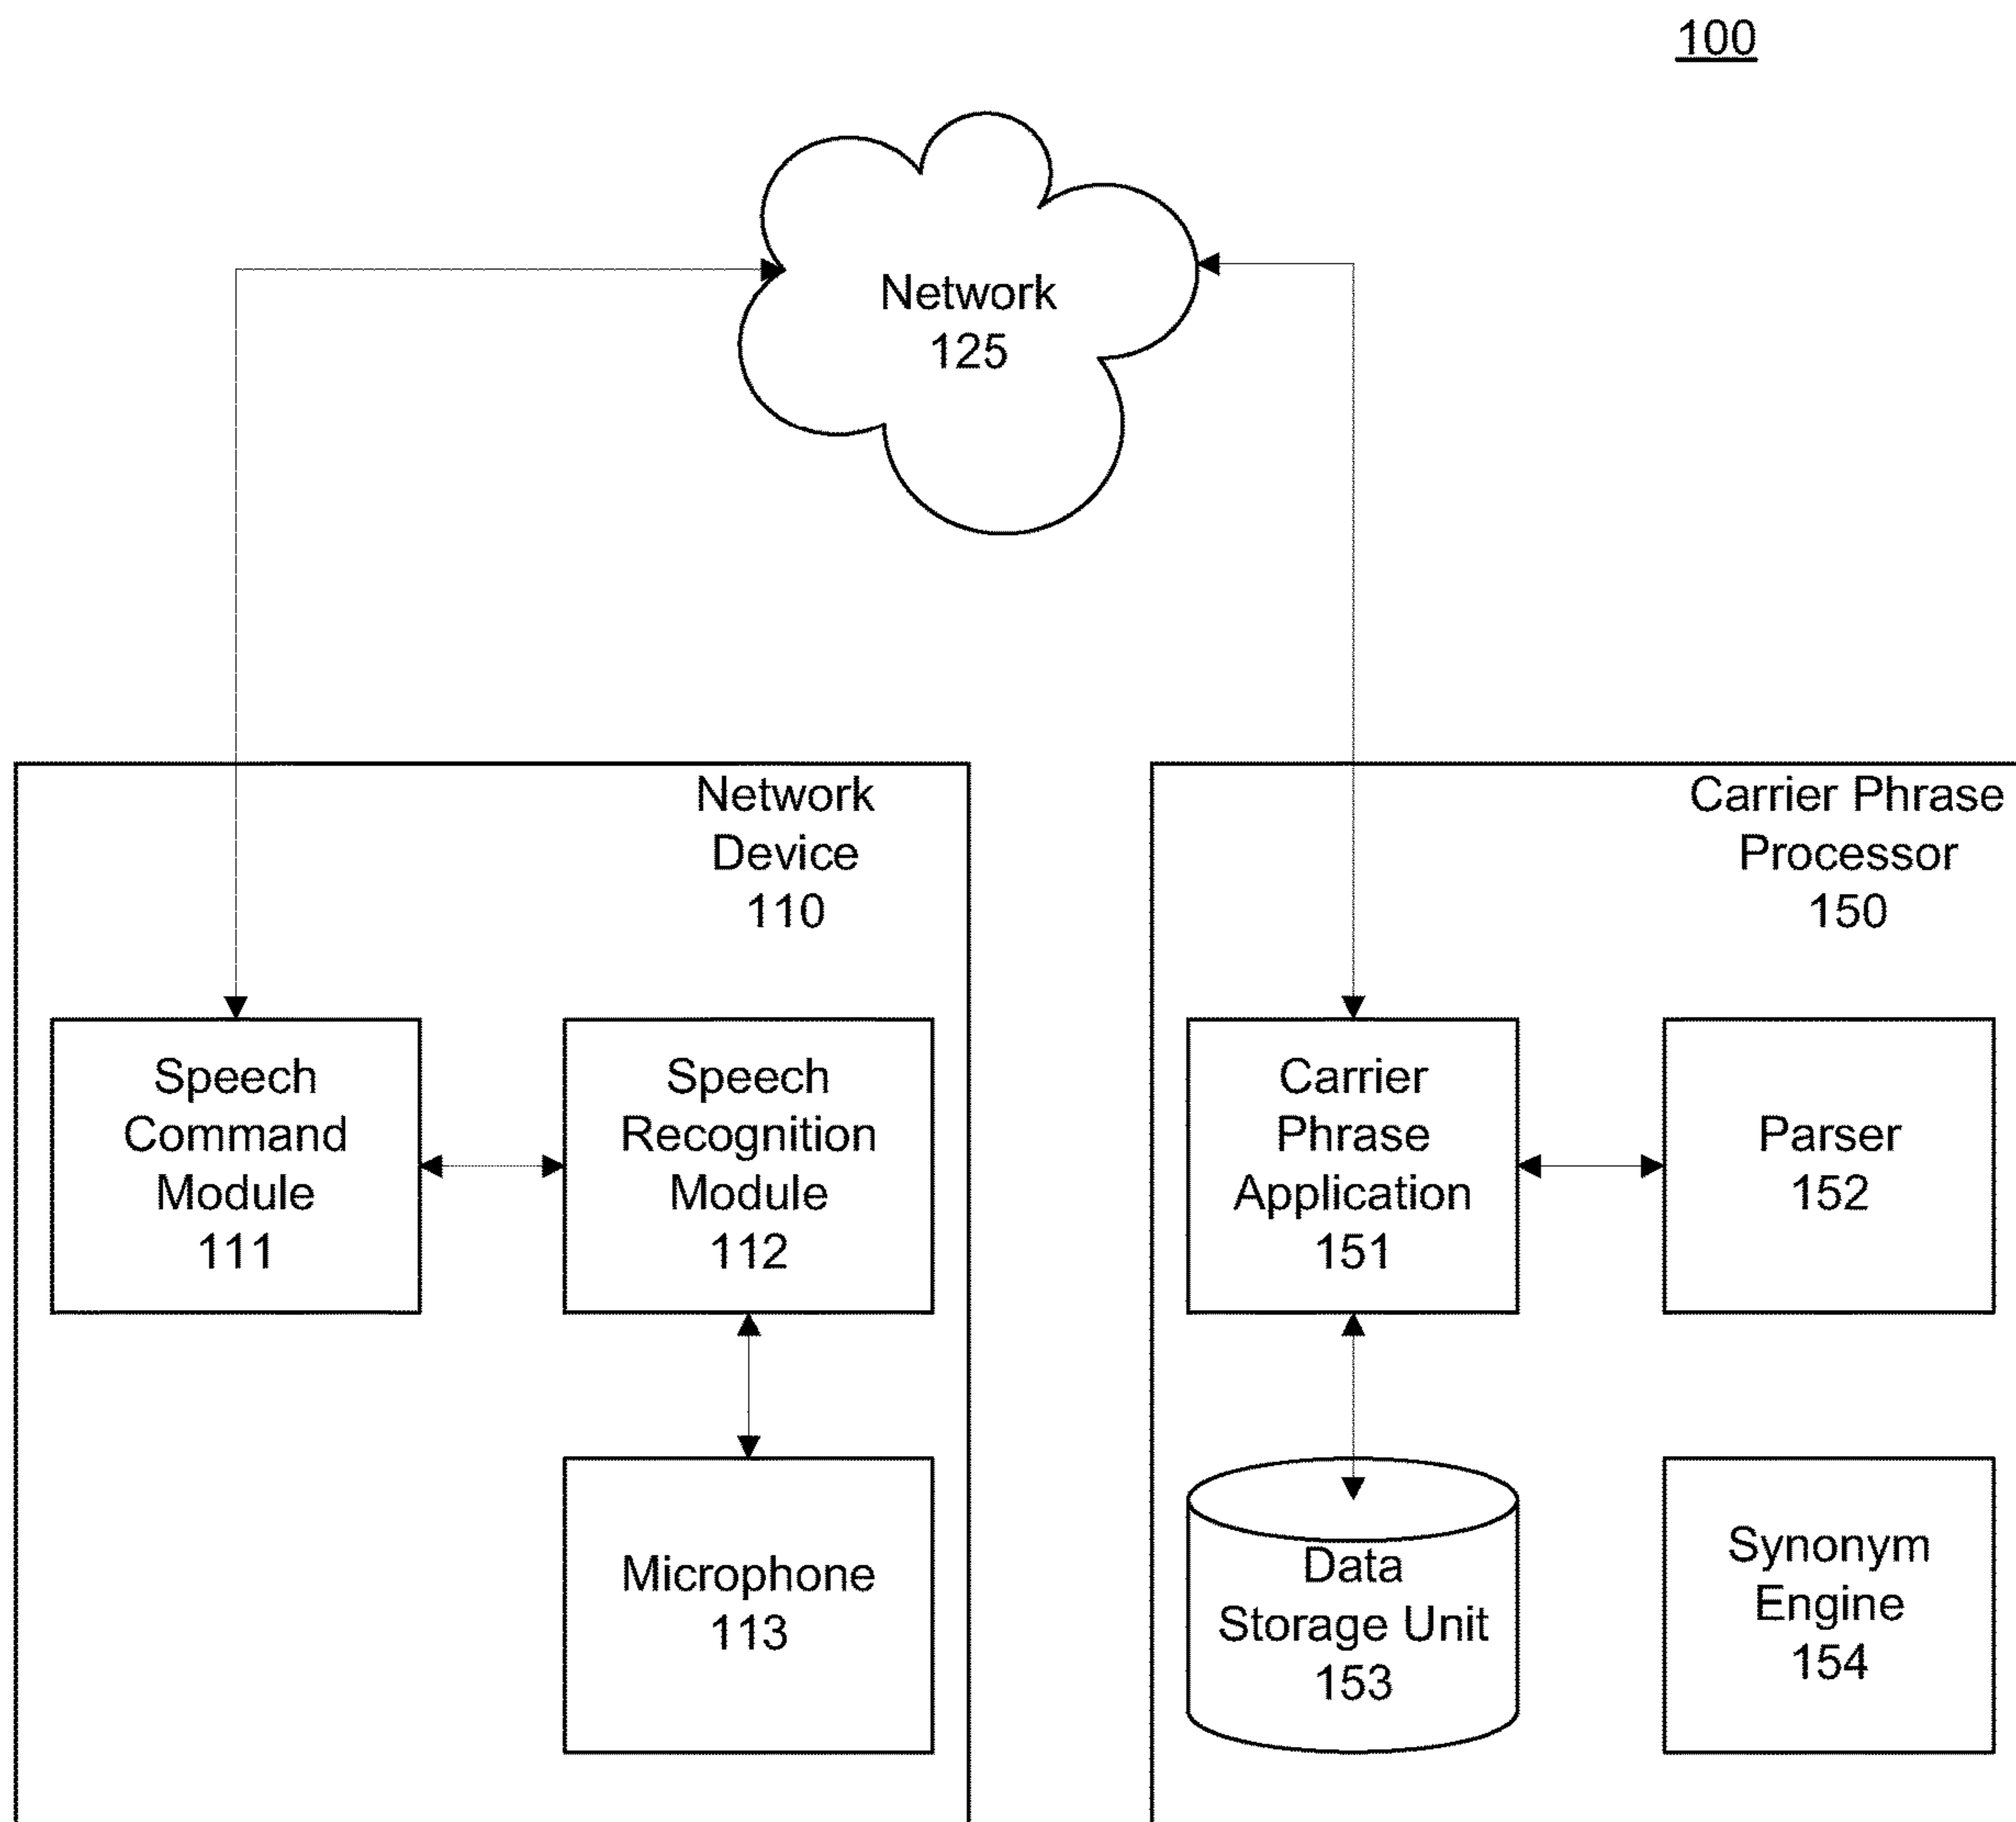 100
Network
125
Network
Device
110
Speech
Command
Module
111
Speech
Recognition
Module
112
Microphone
113
Carrier Phrase
Processor
150
Carrier
Phrase
Application
151
Parser
152
Data
Storage Unit
153
Synonym
Engine
154